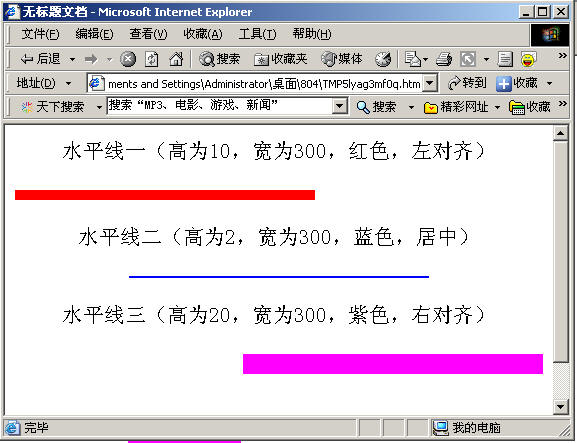 无标题文档 - Microsoft Internet Explorer
文件(F) 编辑(E) 查看(V) 收藏(A) 工具(T) 帮助(H)
后退 搜索 收藏夹 媒体
地址(D) ments and Settings\Administrator\桌面\804\TMP5lyag3mf0q.htm 转到 收藏
天下搜索 搜索“MP3、电影、游戏、新闻” 搜索 精彩网址 收藏
水平线一（高为10，宽为300，红色，左对齐）
水平线二（高为2，宽为300，蓝色，居中）
水平线三（高为20，宽为300，紫色，右对齐）
完毕 我的电脑